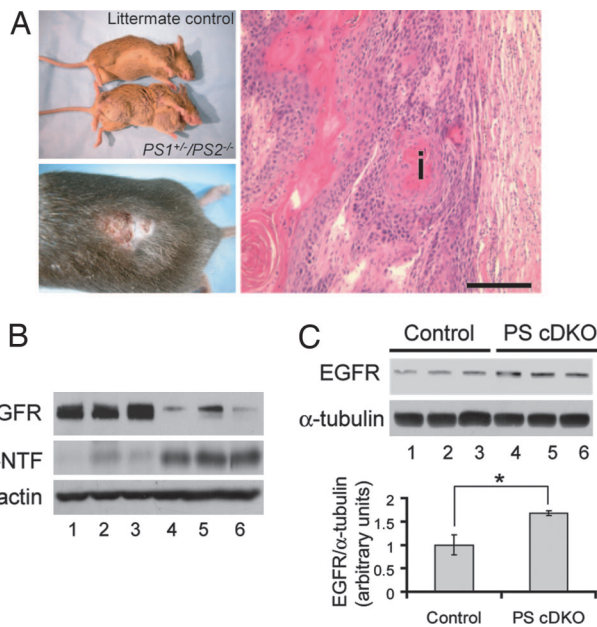 A
Littermate control
PS1+/-/PS2-/-
i
B
GFR
NTF
actin
1 2 3 4 5 6
C
Control PS cDKO
EGFR
α-tubulin
1 2 3 4 5 6
*
EGFR/α-tubulin
(arbitrary units)
2
1.5
1
0.5
0
Control PS cDKO